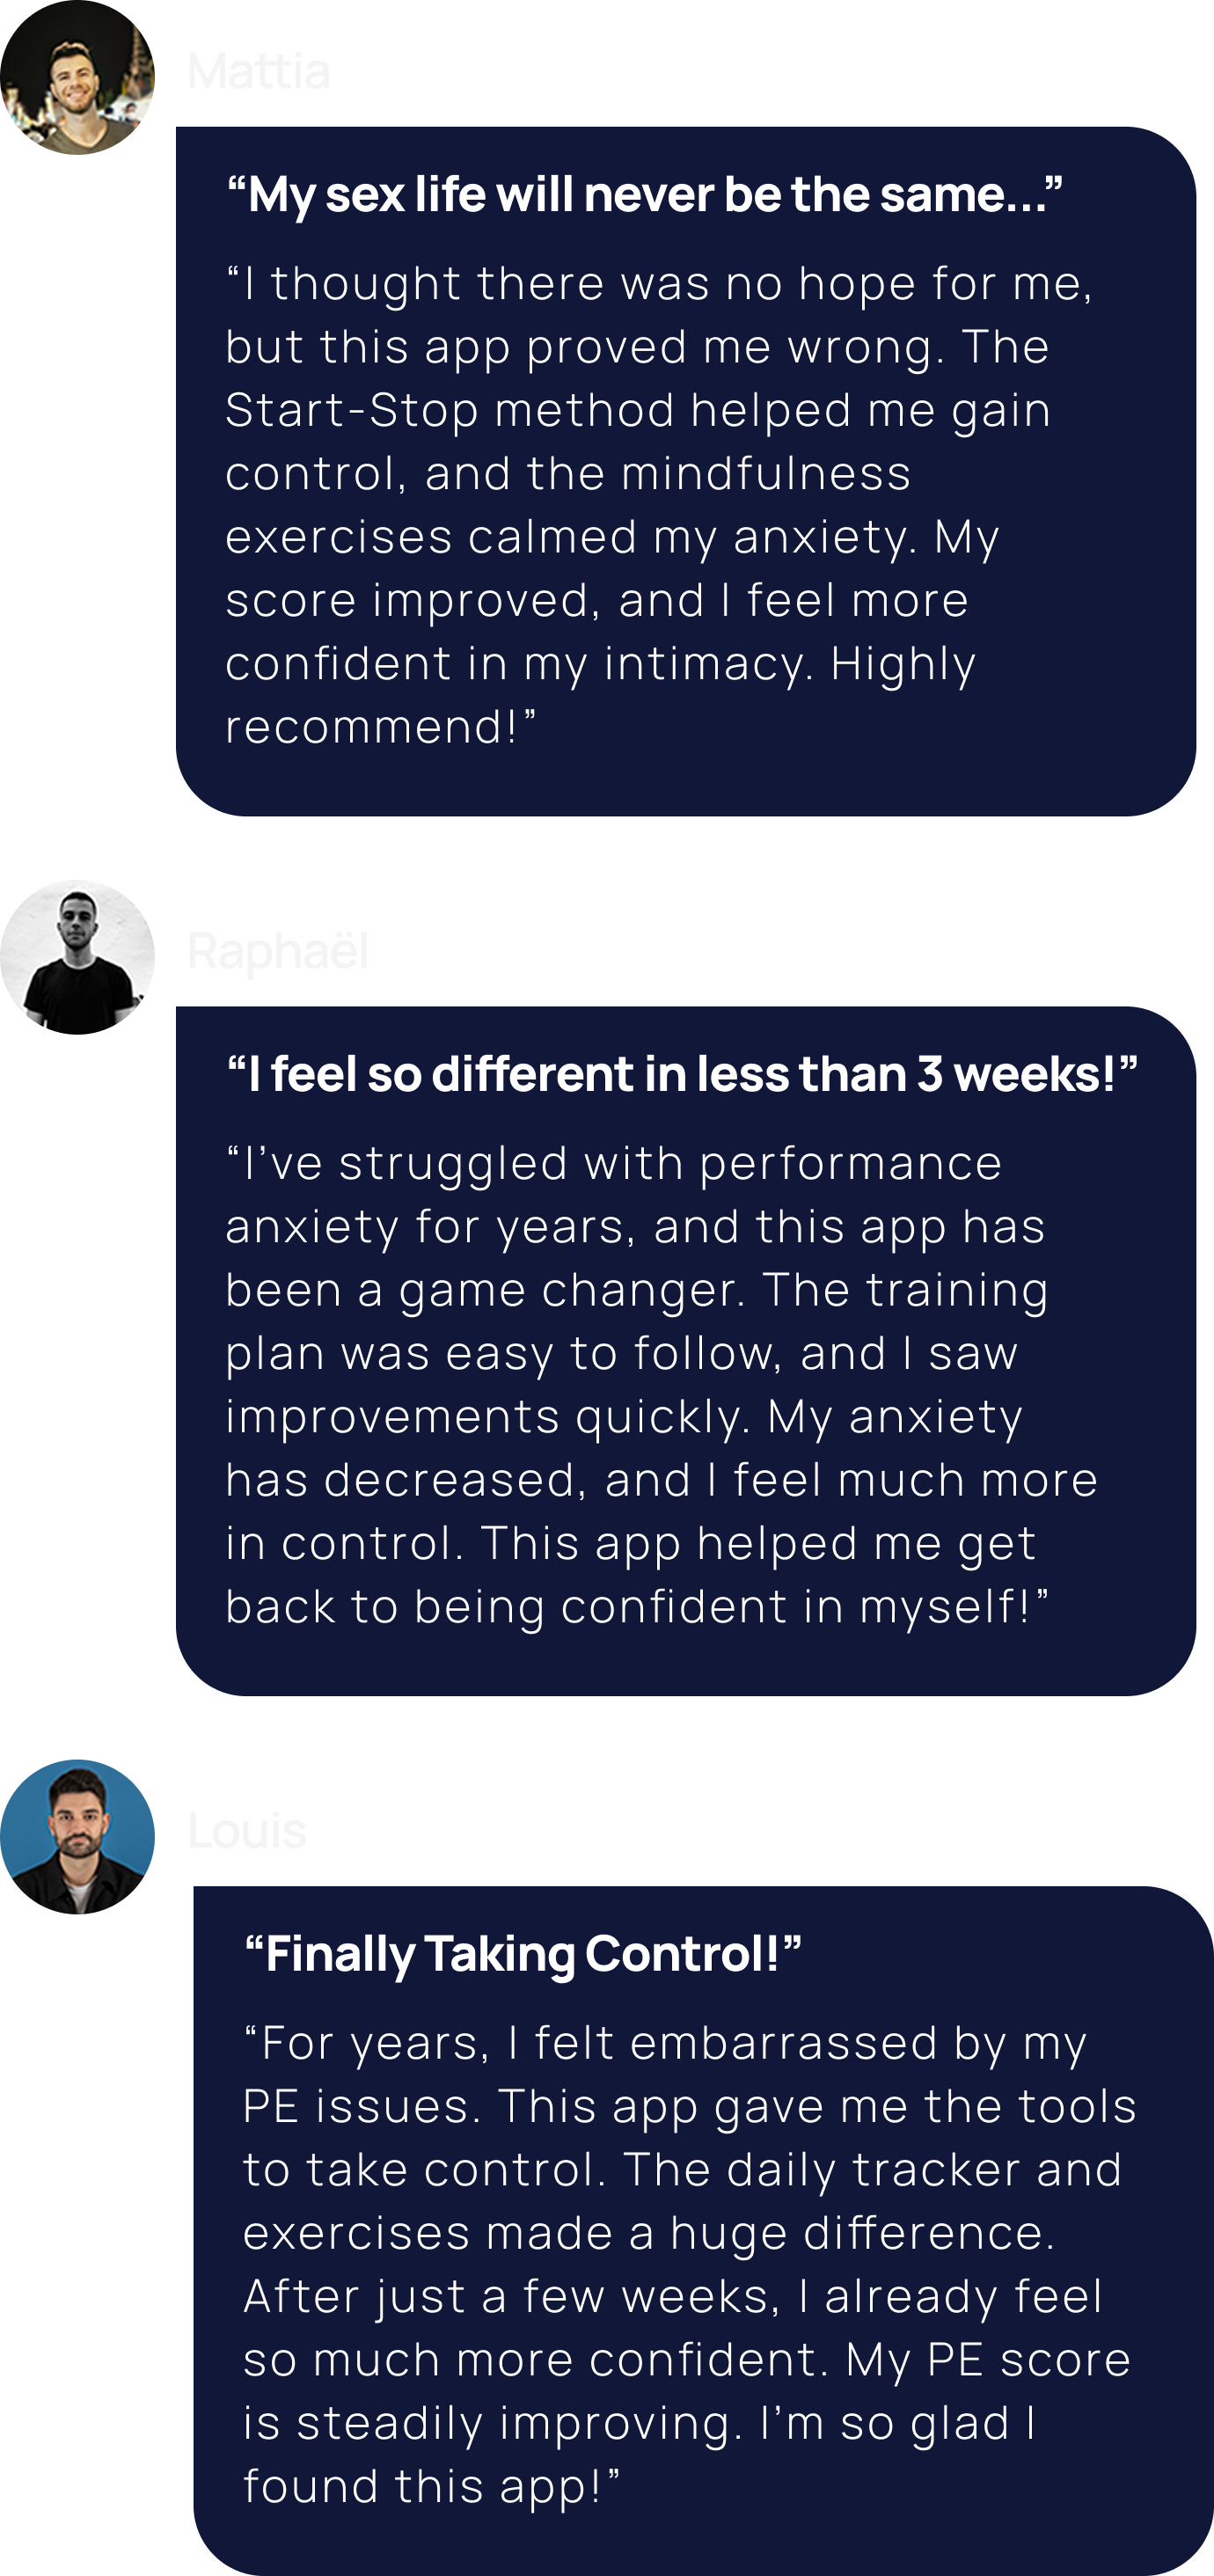 Mattia
“My sex life will never be the same...”
“I thought there was no hope for me,
but this app proved me wrong. The
Start-Stop method helped me gain
control, and the mindfulness
exercises calmed my anxiety. My
score improved, and I feel more
confident in my intimacy. Highly
recommend!”
Raphaël
“I feel so different in less than 3 weeks!”
“I’ve struggled with performance
anxiety for years, and this app has
been a game changer. The training
plan was easy to follow, and I saw
improvements quickly. My anxiety
has decreased, and I feel much more
in control. This app helped me get
back to being confident in myself!”
Louis
“Finally Taking Control!”
“For years, I felt embarrassed by my
PE issues. This app gave me the tools
to take control. The daily tracker and
exercises made a huge difference.
After just a few weeks, I already feel
so much more confident. My PE score
is steadily improving. I’m so glad I
found this app!”